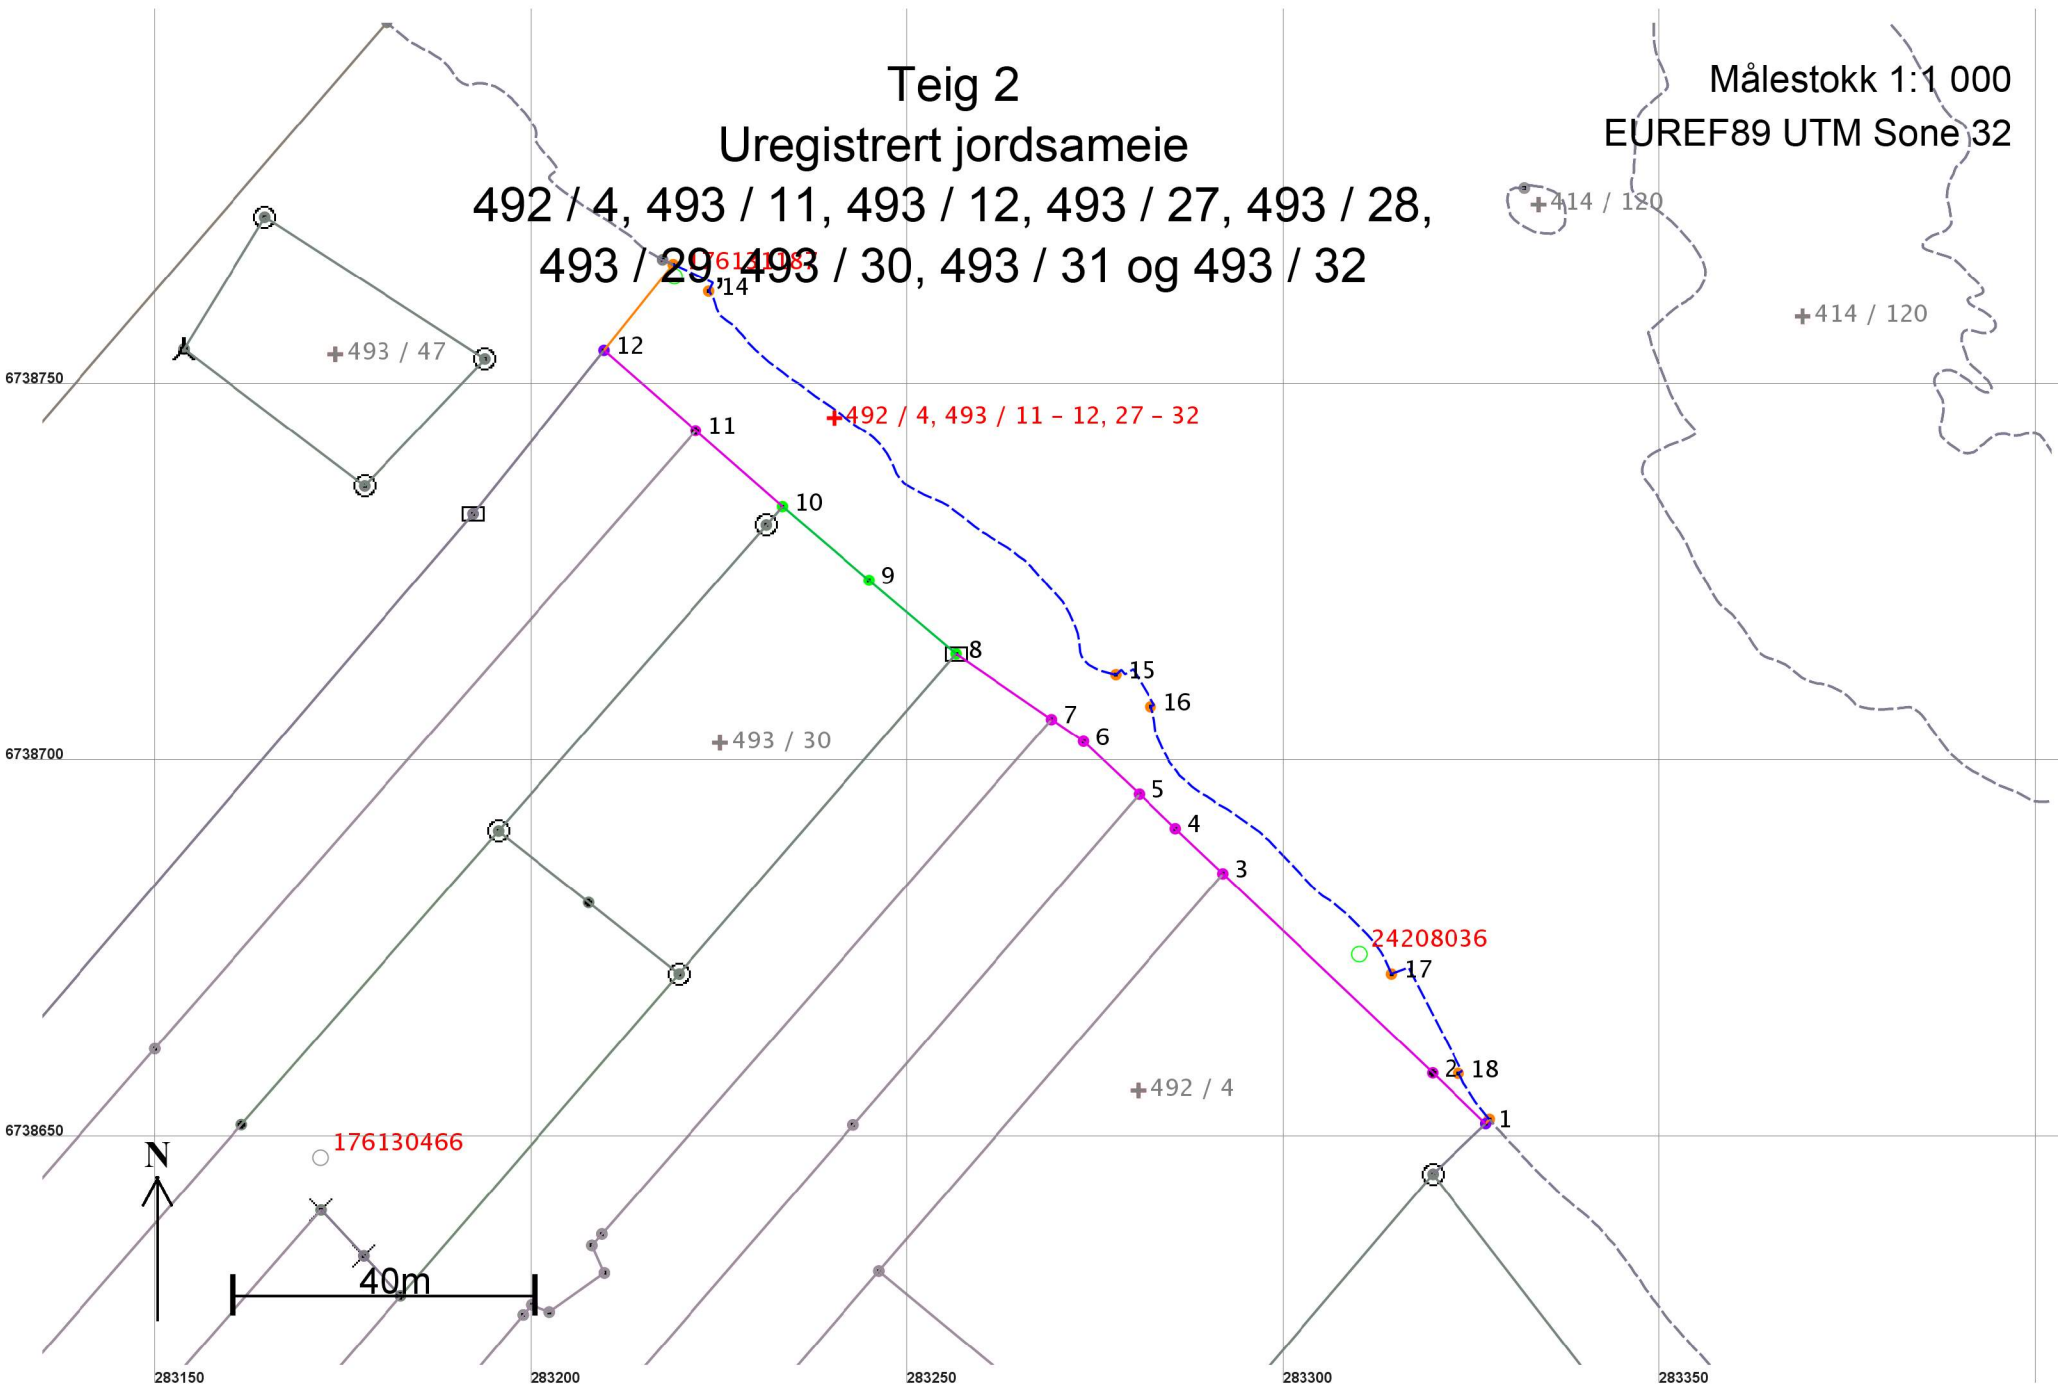 Teig 2
Målestokk 1:1 000
Uregistrert jordsameie
EUREF89 UTM Sone 32
492 / 4, 493 / 11, 493 / 12, 493 / 27, 493 / 28,
414 / 120
493 / 29, 493 / 30, 493 / 31 og 493 / 32
176131187
14
414 / 120
12
493 / 47
6738750
492 / 4, 493 / 11 – 12, 27 – 32
11
10
9
8
15
16
7
493 / 30
6
6738700
5
4
3
24208036
17
2
18
492 / 4
1
6738650
176130466
N
40m
283150
283200
283250
283300
283350